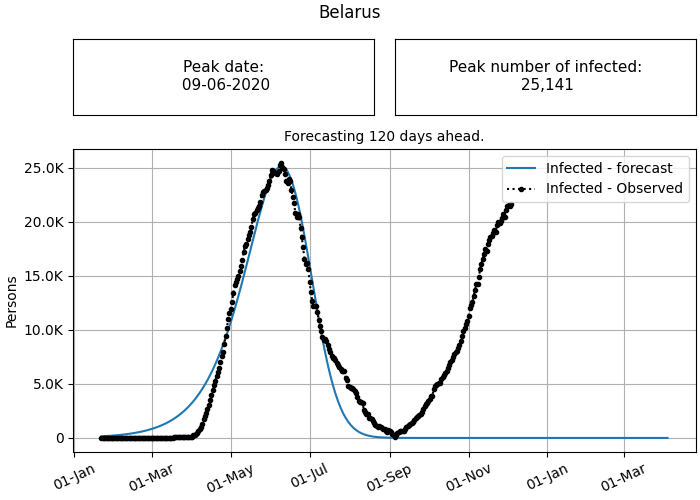 Belarus
Peak date:
09-06-2020
Peak number of infected:
25,141
Forecasting 120 days ahead.
Infected - forecast
Infected - Observed
Persons
25.0K
20.0K
15.0K
10.0K
5.0K
0
01-Jan
01-Mar
01-May
01-Jul
01-Sep
01-Nov
01-Jan
01-Mar